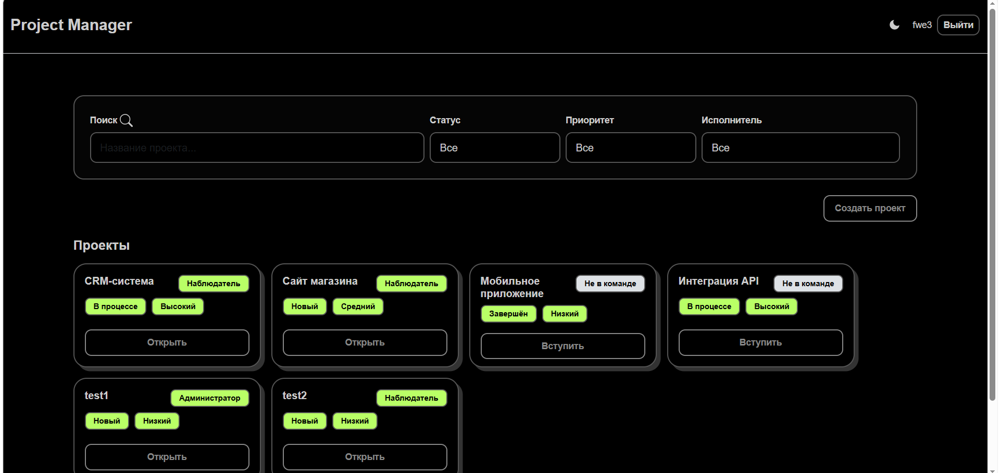 Project Manager
fwe3
Выйти
Поиск
Статус
Приоритет
Исполнитель
Название проекта...
Все
Все
Все
Создать проект
Проекты
CRM-система
Наблюдатель
В процессе
Высокий
Открыть
Сайт магазина
Наблюдатель
Новый
Средний
Открыть
Мобильное
приложение
Не в команде
Завершён
Низкий
Вступить
Интеграция API
Не в команде
В процессе
Высокий
Вступить
test1
Администратор
Новый
Низкий
Открыть
test2
Наблюдатель
Новый
Низкий
Открыть